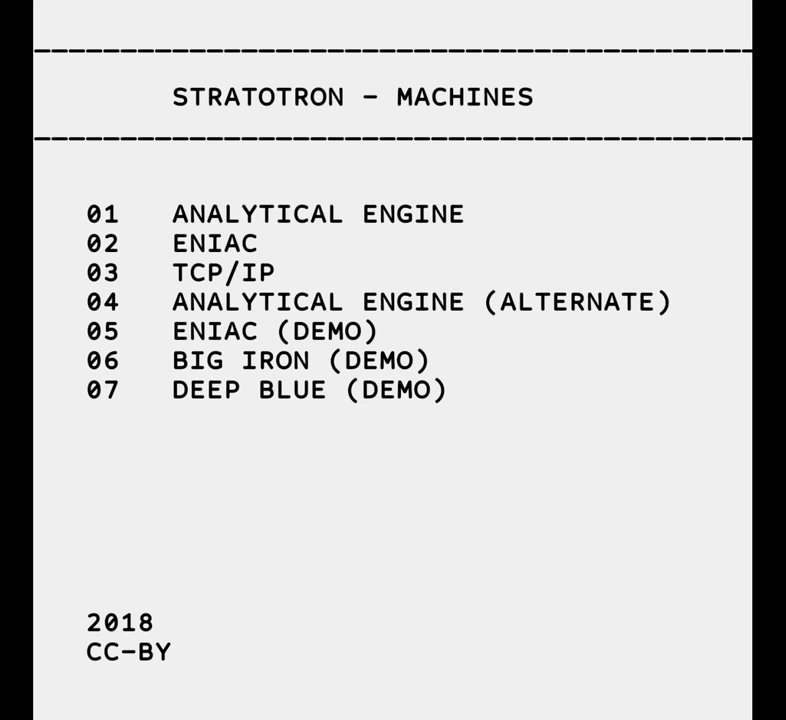 STRATOTRON - MACHINES
01 ANALYTICAL ENGINE
02 ENIAC
03 TCP/IP
04 ANALYTICAL ENGINE (ALTERNATE)
05 ENIAC (DEMO)
06 BIG IRON (DEMO)
07 DEEP BLUE (DEMO)
2018
CC-BY